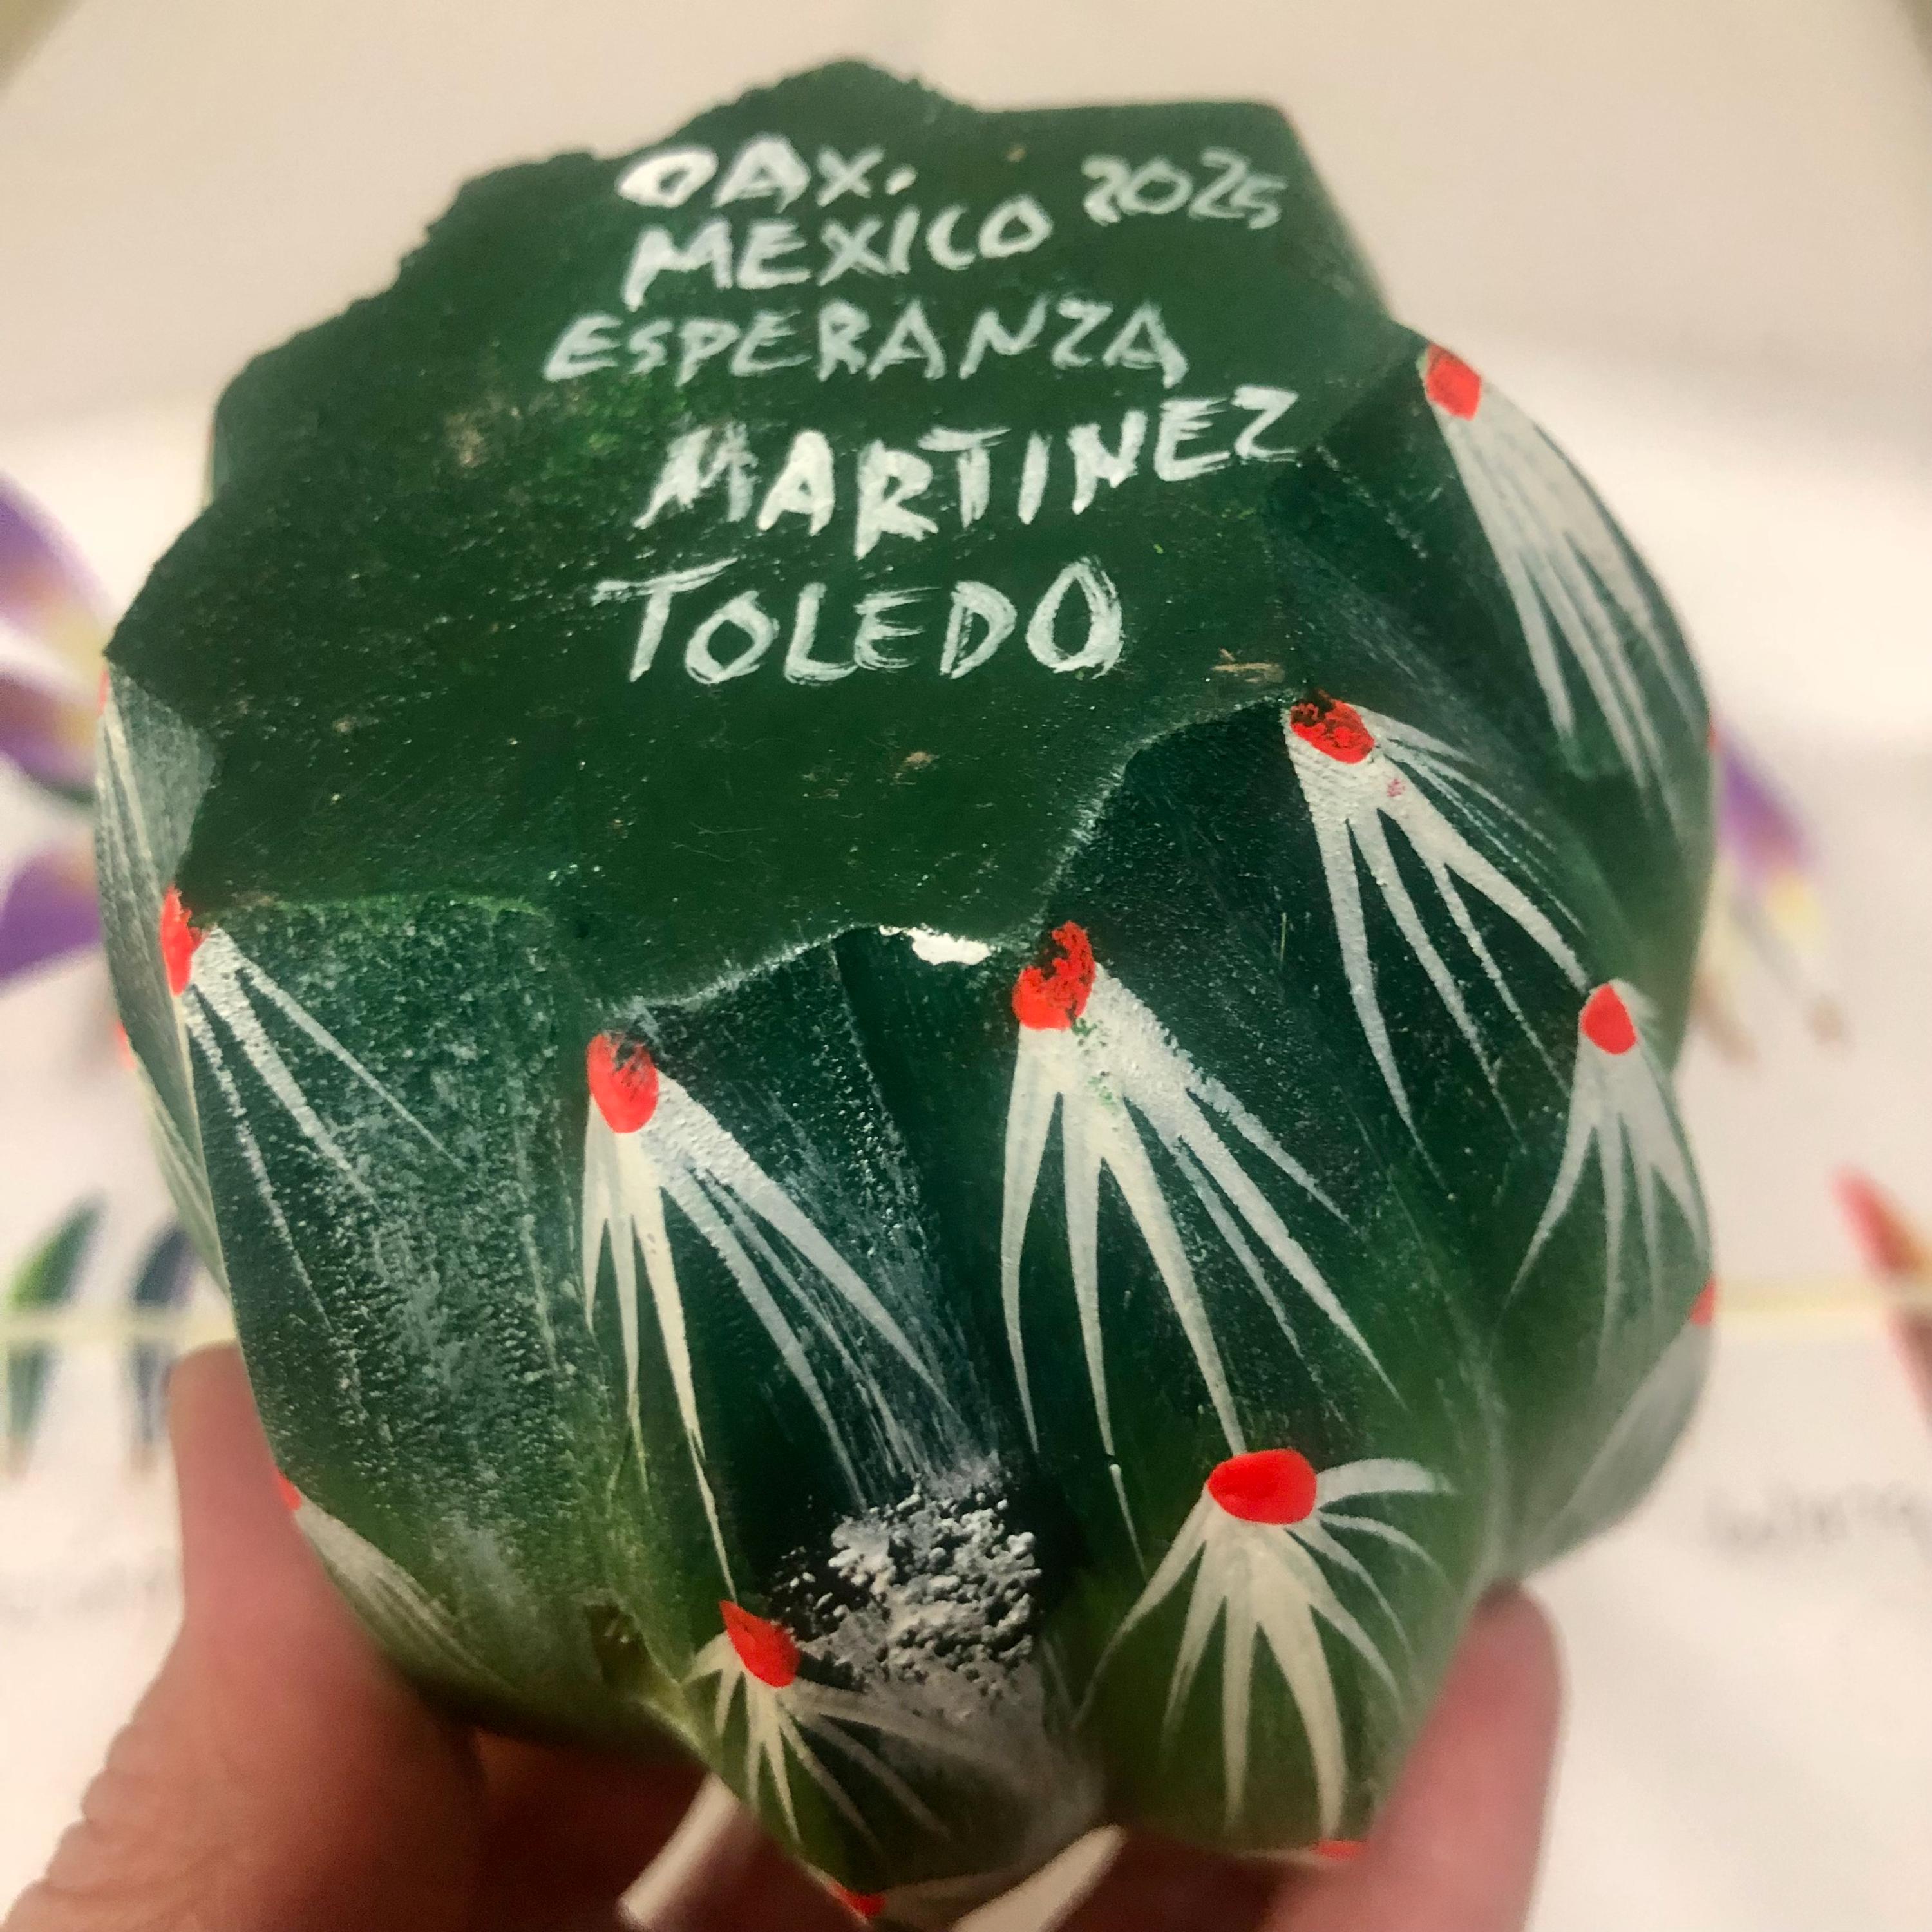 OAX.
MEXICO 2025
ESPERANZA
MARTINEZ
TOLEDO